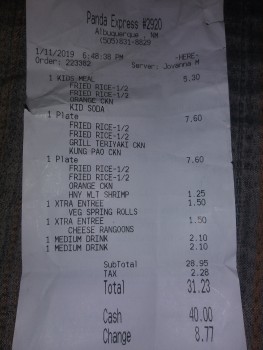 Panda Express #2920
Albuquerque , NM
1/11/2019 6:48:38 PM -HERE-
Order: 223382 Server: Jovanna M
1 KIDS MEAL 5.30
FRIED RICE-1/2
FRIED RICE-1/2
ORANGE CKN
KID SODA
1 Plate 7.60
FRIED RICE-1/2
FRIED RICE-1/2
GRILL TERIYAKI CKN
KUNG PAO CKN
1 Plate 7.60
FRIED RICE-1/2
FRIED RICE-1/2
ORANGE CKN
HNY WLT SHRIMP 1.25
1 XTRA ENTREE 1.50
VEG SPRING ROLLS
1 XTRA ENTREE 1.50
CHEESE RANGOONS
1 MEDIUM DRINK 2.10
1 MEDIUM DRINK 2.10
SubTotal 28.95
TAX 2.28
Total 31.23
Cash 40.00
Change 8.77